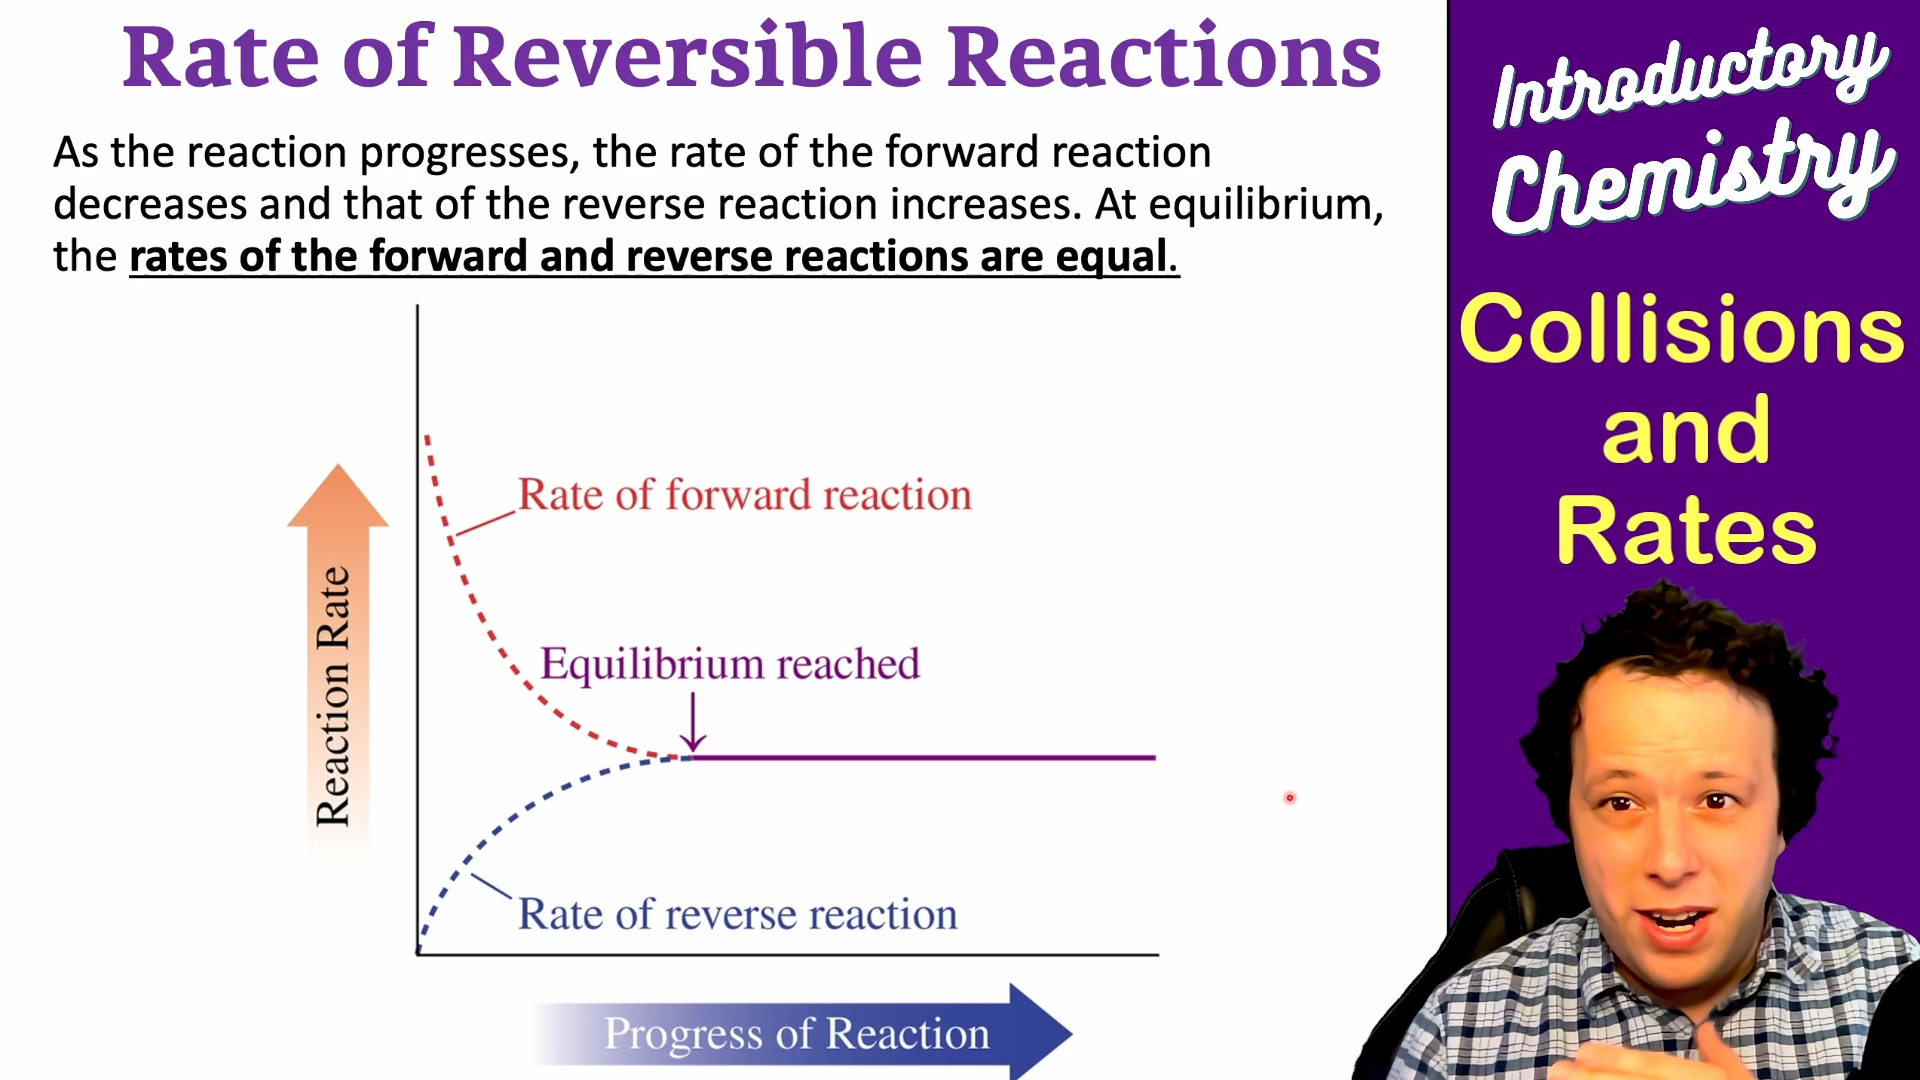 Rate of Reversible Reactions
As the reaction progresses, the rate of the forward reaction
decreases and that of the reverse reaction increases. At equilibrium,
the rates of the forward and reverse reactions are equal.
Rate of forward reaction
Equilibrium reached
Reaction Rate
Rate of reverse reaction
Progress of Reaction
Introductory
Chemistry
Collisions
and
Rates